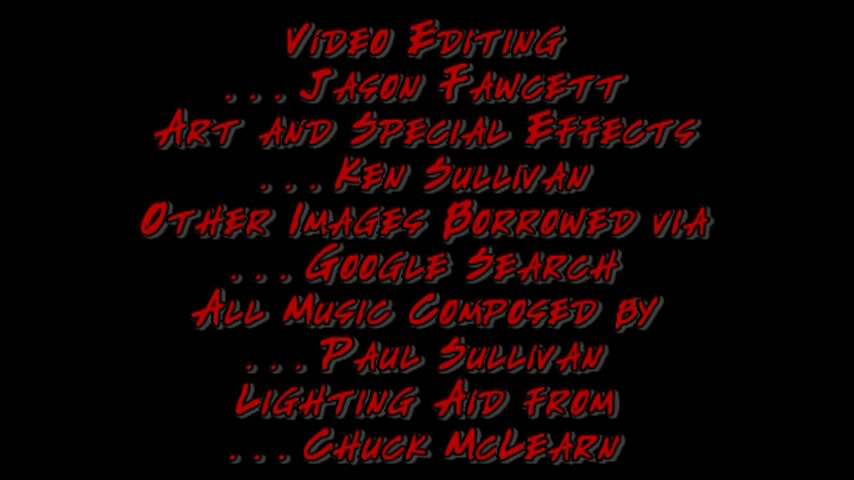 Video Editing
. . . Jason Fawcett
Art and Special Effects
. . . Ken Sullivan
Other Images Borrowed via
. . . Google Search
All Music Composed by
. . . Paul Sullivan
Lighting Aid from
. . . Chuck McLearn